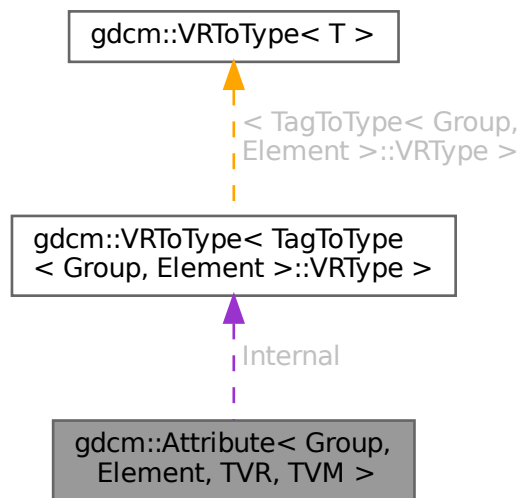 gdcm::VRToType< T >
< TagToType< Group,
Element >::VRType >
gdcm::VRToType< TagToType
< Group, Element >::VRType >
Internal
gdcm::Attribute< Group,
Element, TVR, TVM >